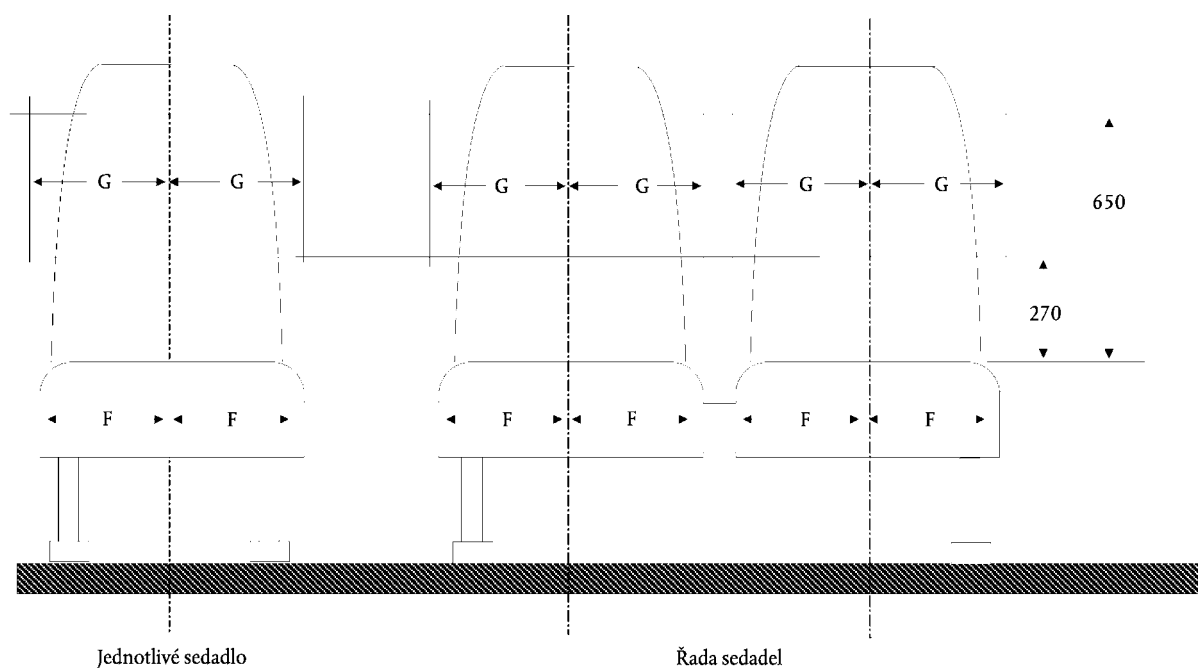 G G G G G G
650
270
F F F F F F
Jednotlivé sedadlo Řada sedadel